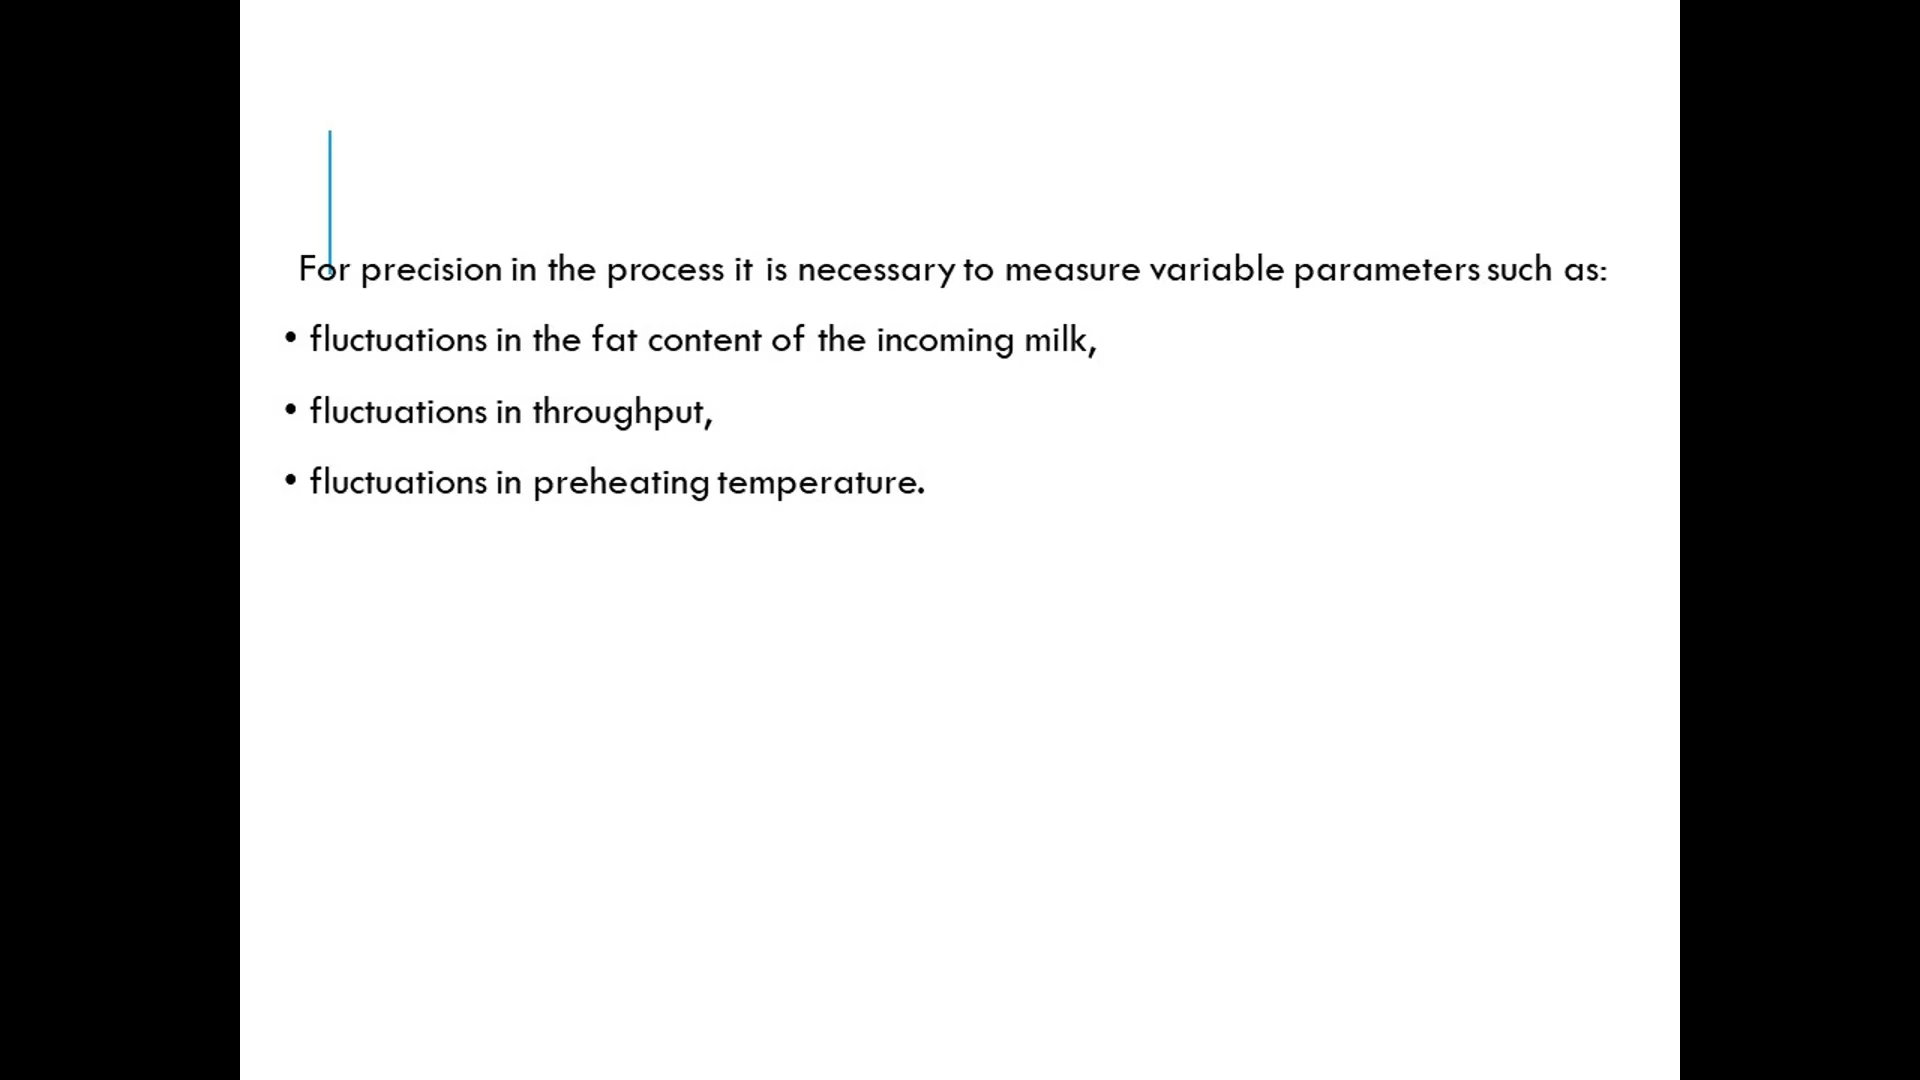 For precision in the process it is necessary to measure variable parameters such as:
• fluctuations in the fat content of the incoming milk,
• fluctuations in throughput,
• fluctuations in preheating temperature.